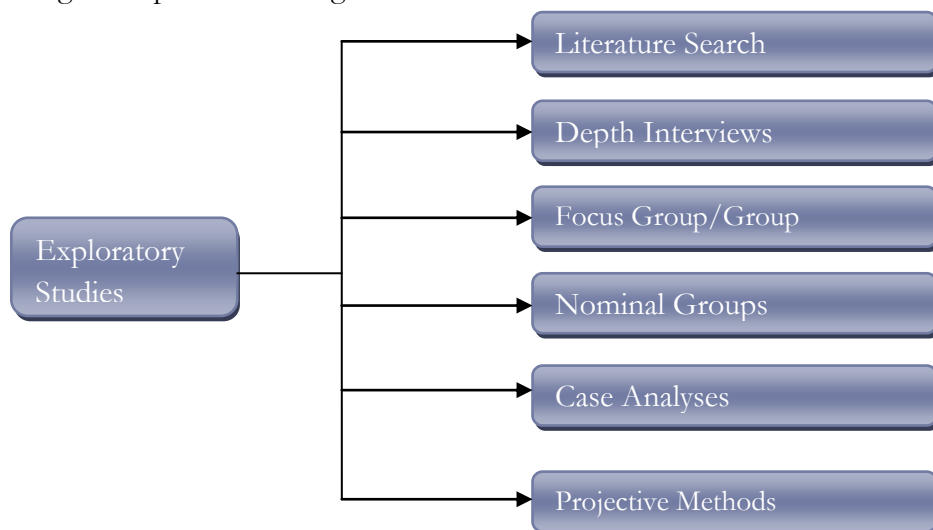 Literature Search
Depth Interviews
Focus Group/Group
Exploratory
Studies
Nominal Groups
Case Analyses
Projective Methods